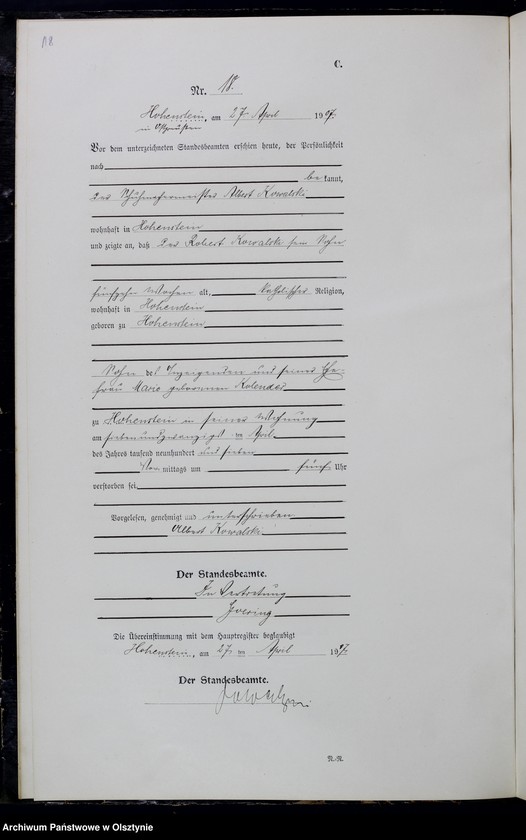 118
C.
Nr. 18.
Hohenstein, am 27. April 1907.
in Ostpreußen
Vor dem unterzeichneten Standesbeamten erschien heute, der Persönlichkeit
nach
bekannt,
der Schuhmachermeister Albert Kowalski
wohnhaft in Hohenstein
und zeigte an, daß der Robert Kowalski sein Sohn
fünfzehn Wochen alt, katholischer Religion,
wohnhaft in Hohenstein
geboren zu Hohenstein
Sohn des Anzeigenden und seiner Ehe-
frau Marie geborenen Kalender
zu Hohenstein in seiner Wohnung
am siebenundzwanzigsten April
des Jahres tausend neunhundert und sieben
Vormittags um fünf Uhr
verstorben sei.
Vorgelesen, genehmigt und unterschrieben
Albert Kowalski
Der Standesbeamte.
In Vertretung
Die Übereinstimmung mit dem Hauptregister beglaubigt
Hohenstein, am 27. ten April 1907.
Der Standesbeamte.
N.-N.
Archiwum Państwowe w Olsztynie